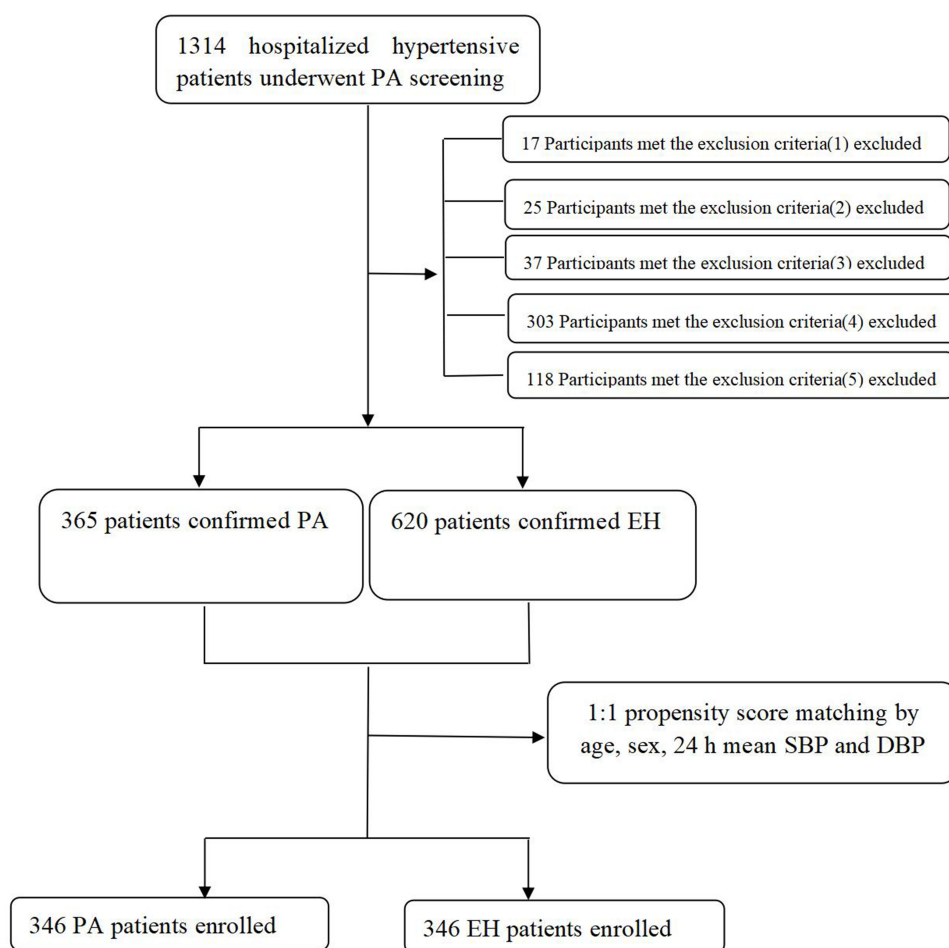 1314 hospitalized hypertensive
patients underwent PA screening
17 Participants met the exclusion criteria(1) excluded
25 Participants met the exclusion criteria(2) excluded
37 Participants met the exclusion criteria(3) excluded
303 Participants met the exclusion criteria(4) excluded
118 Participants met the exclusion criteria(5) excluded
365 patients confirmed PA
620 patients confirmed EH
1:1 propensity score matching by
age, sex, 24 h mean SBP and DBP
346 PA patients enrolled
346 EH patients enrolled